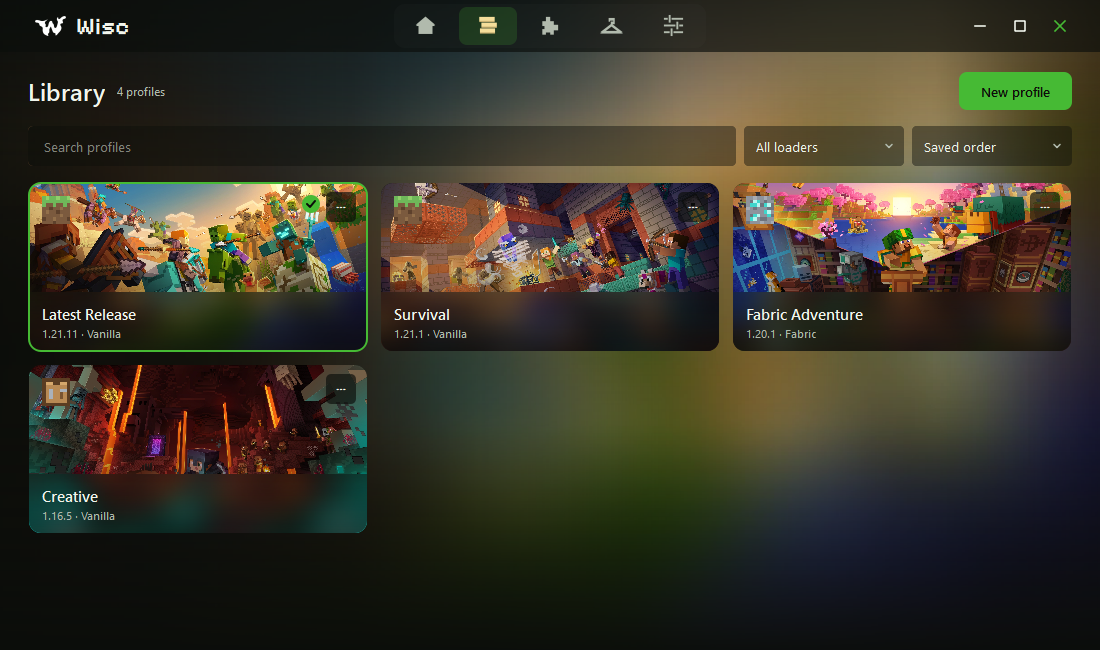 Wisc
Library
4 profiles
New profile
Search profiles
All loaders
Saved order
Latest Release
1.21.11 · Vanilla
Survival
1.21.1 · Vanilla
Fabric Adventure
1.20.1 · Fabric
Creative
1.16.5 · Vanilla